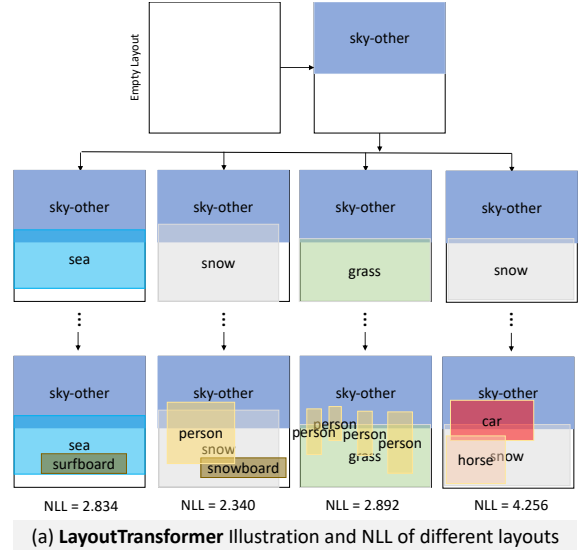 Empty Layout
sky-other
sky-other
sky-other
sky-other
sky-other
sea
snow
grass
snow
⋮
⋮
⋮
⋮
sky-other
sky-other
sky-other
sky-other
person
person
person
person
person
car
sea
snow
grass
horse
snow
surfboard
snowboard
NLL = 2.834
NLL = 2.340
NLL = 2.892
NLL = 4.256
(a) LayoutTransformer Illustration and NLL of different layouts